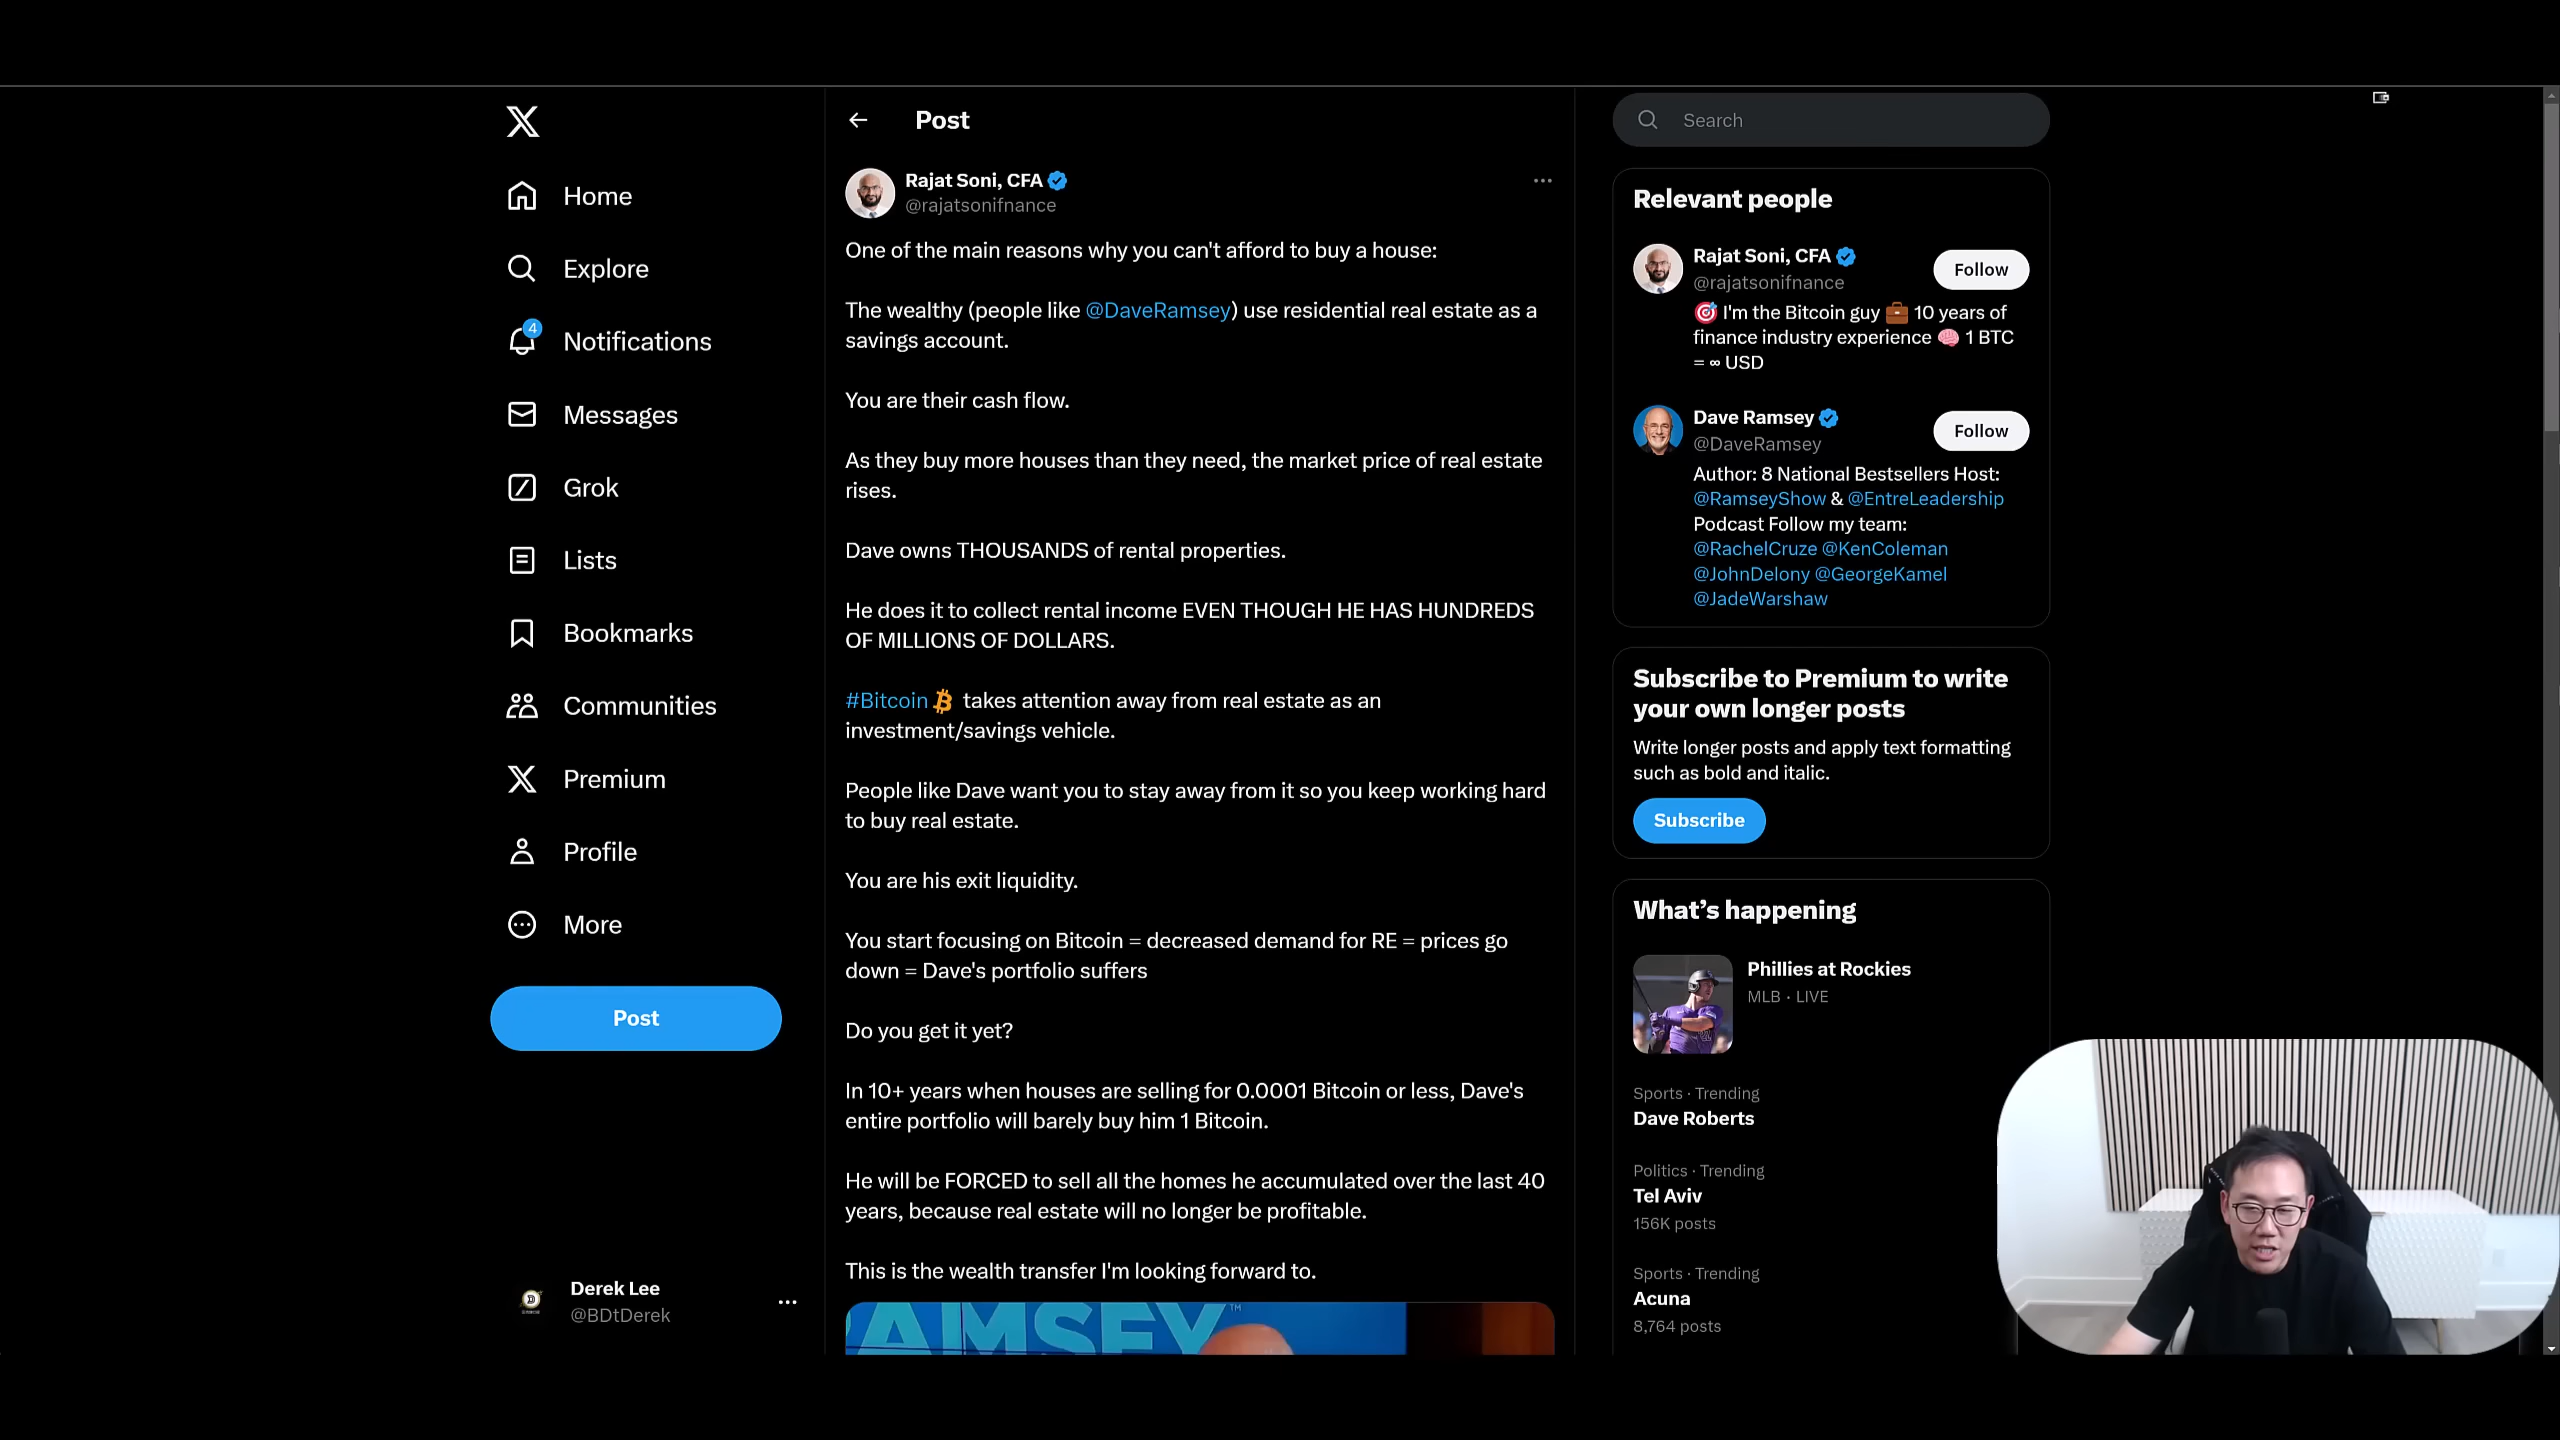 Post
Search
Rajat Soni, CFA
@rajatsonifnance
One of the main reasons why you can't afford to buy a house:
The wealthy (people like @DaveRamsey) use residential real estate as a
savings account.
You are their cash flow.
As they buy more houses than they need, the market price of real estate
rises.
Dave owns THOUSANDS of rental properties.
He does it to collect rental income EVEN THOUGH HE HAS HUNDREDS
OF MILLIONS OF DOLLARS.
#Bitcoin takes attention away from real estate as an
investment/savings vehicle.
People like Dave want you to stay away from it so you keep working hard
to buy real estate.
You are his exit liquidity.
You start focusing on Bitcoin = decreased demand for RE = prices go
down = Dave's portfolio suffers
Do you get it yet?
In 10+ years when houses are selling for 0.0001 Bitcoin or less, Dave's
entire portfolio will barely buy him 1 Bitcoin.
He will be FORCED to sell all the homes he accumulated over the last 40
years, because real estate will no longer be profitable.
This is the wealth transfer I'm looking forward to.
AMSEY™
Home
Explore
4
Notifications
Messages
Grok
Lists
Bookmarks
Communities
Premium
Profile
More
Post
Derek Lee
@BDtDerek
Relevant people
Rajat Soni, CFA
@rajatsonifnance
Follow
🎯 I'm the Bitcoin guy 💼 10 years of
finance industry experience 🧠 1 BTC
= ∞ USD
Dave Ramsey
@DaveRamsey
Follow
Author: 8 National Bestsellers Host:
@RamseyShow & @EntreLeadership
Podcast Follow my team:
@RachelCruze @KenColeman
@JohnDelony @GeorgeKamel
@JadeWarshaw
Subscribe to Premium to write
your own longer posts
Write longer posts and apply text formatting
such as bold and italic.
Subscribe
What's happening
Phillies at Rockies
MLB · LIVE
Sports · Trending
Dave Roberts
Politics · Trending
Tel Aviv
156K posts
Sports · Trending
Acuna
8,764 posts